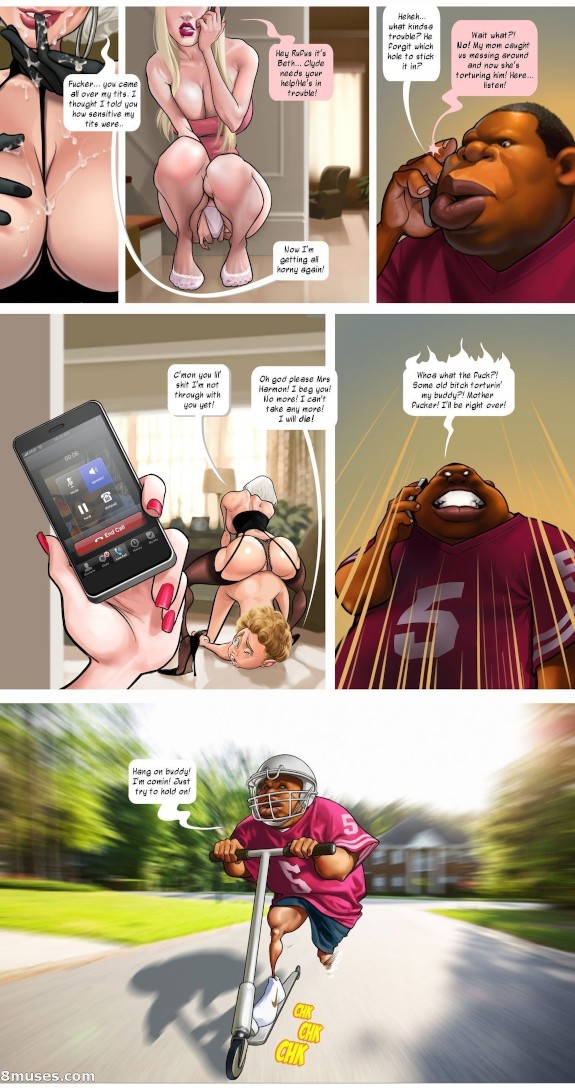 Fucker... you came
all over my tits. I
thought I told you
how sensitive my
tits were..
Hey Rufus it's
Beth... Clyde
needs your
help!He's in
trouble!
Now I'm
getting all
horny again!
Heheh...
what kindsa
trouble? He
forgit which
hole to stick
it in?
Wait what?!
No! My mom caught
us messing around
and now she's
torturing him! Here...
listen!
C'mon you lil'
shit I'm not
through with
you yet!
Oh god please Mrs
Harmon! I beg you!
No more! I can't
take any more!
I will die!
00:06
End Call
Whoa what the fuck?!
Some old bitch torturin'
my buddy?! Mother
fucker! I'll be right over!
5
Hang on buddy!
I'm comin! Just
try to hold on!
5
5
CHK
CHK
CHK
8muses.com